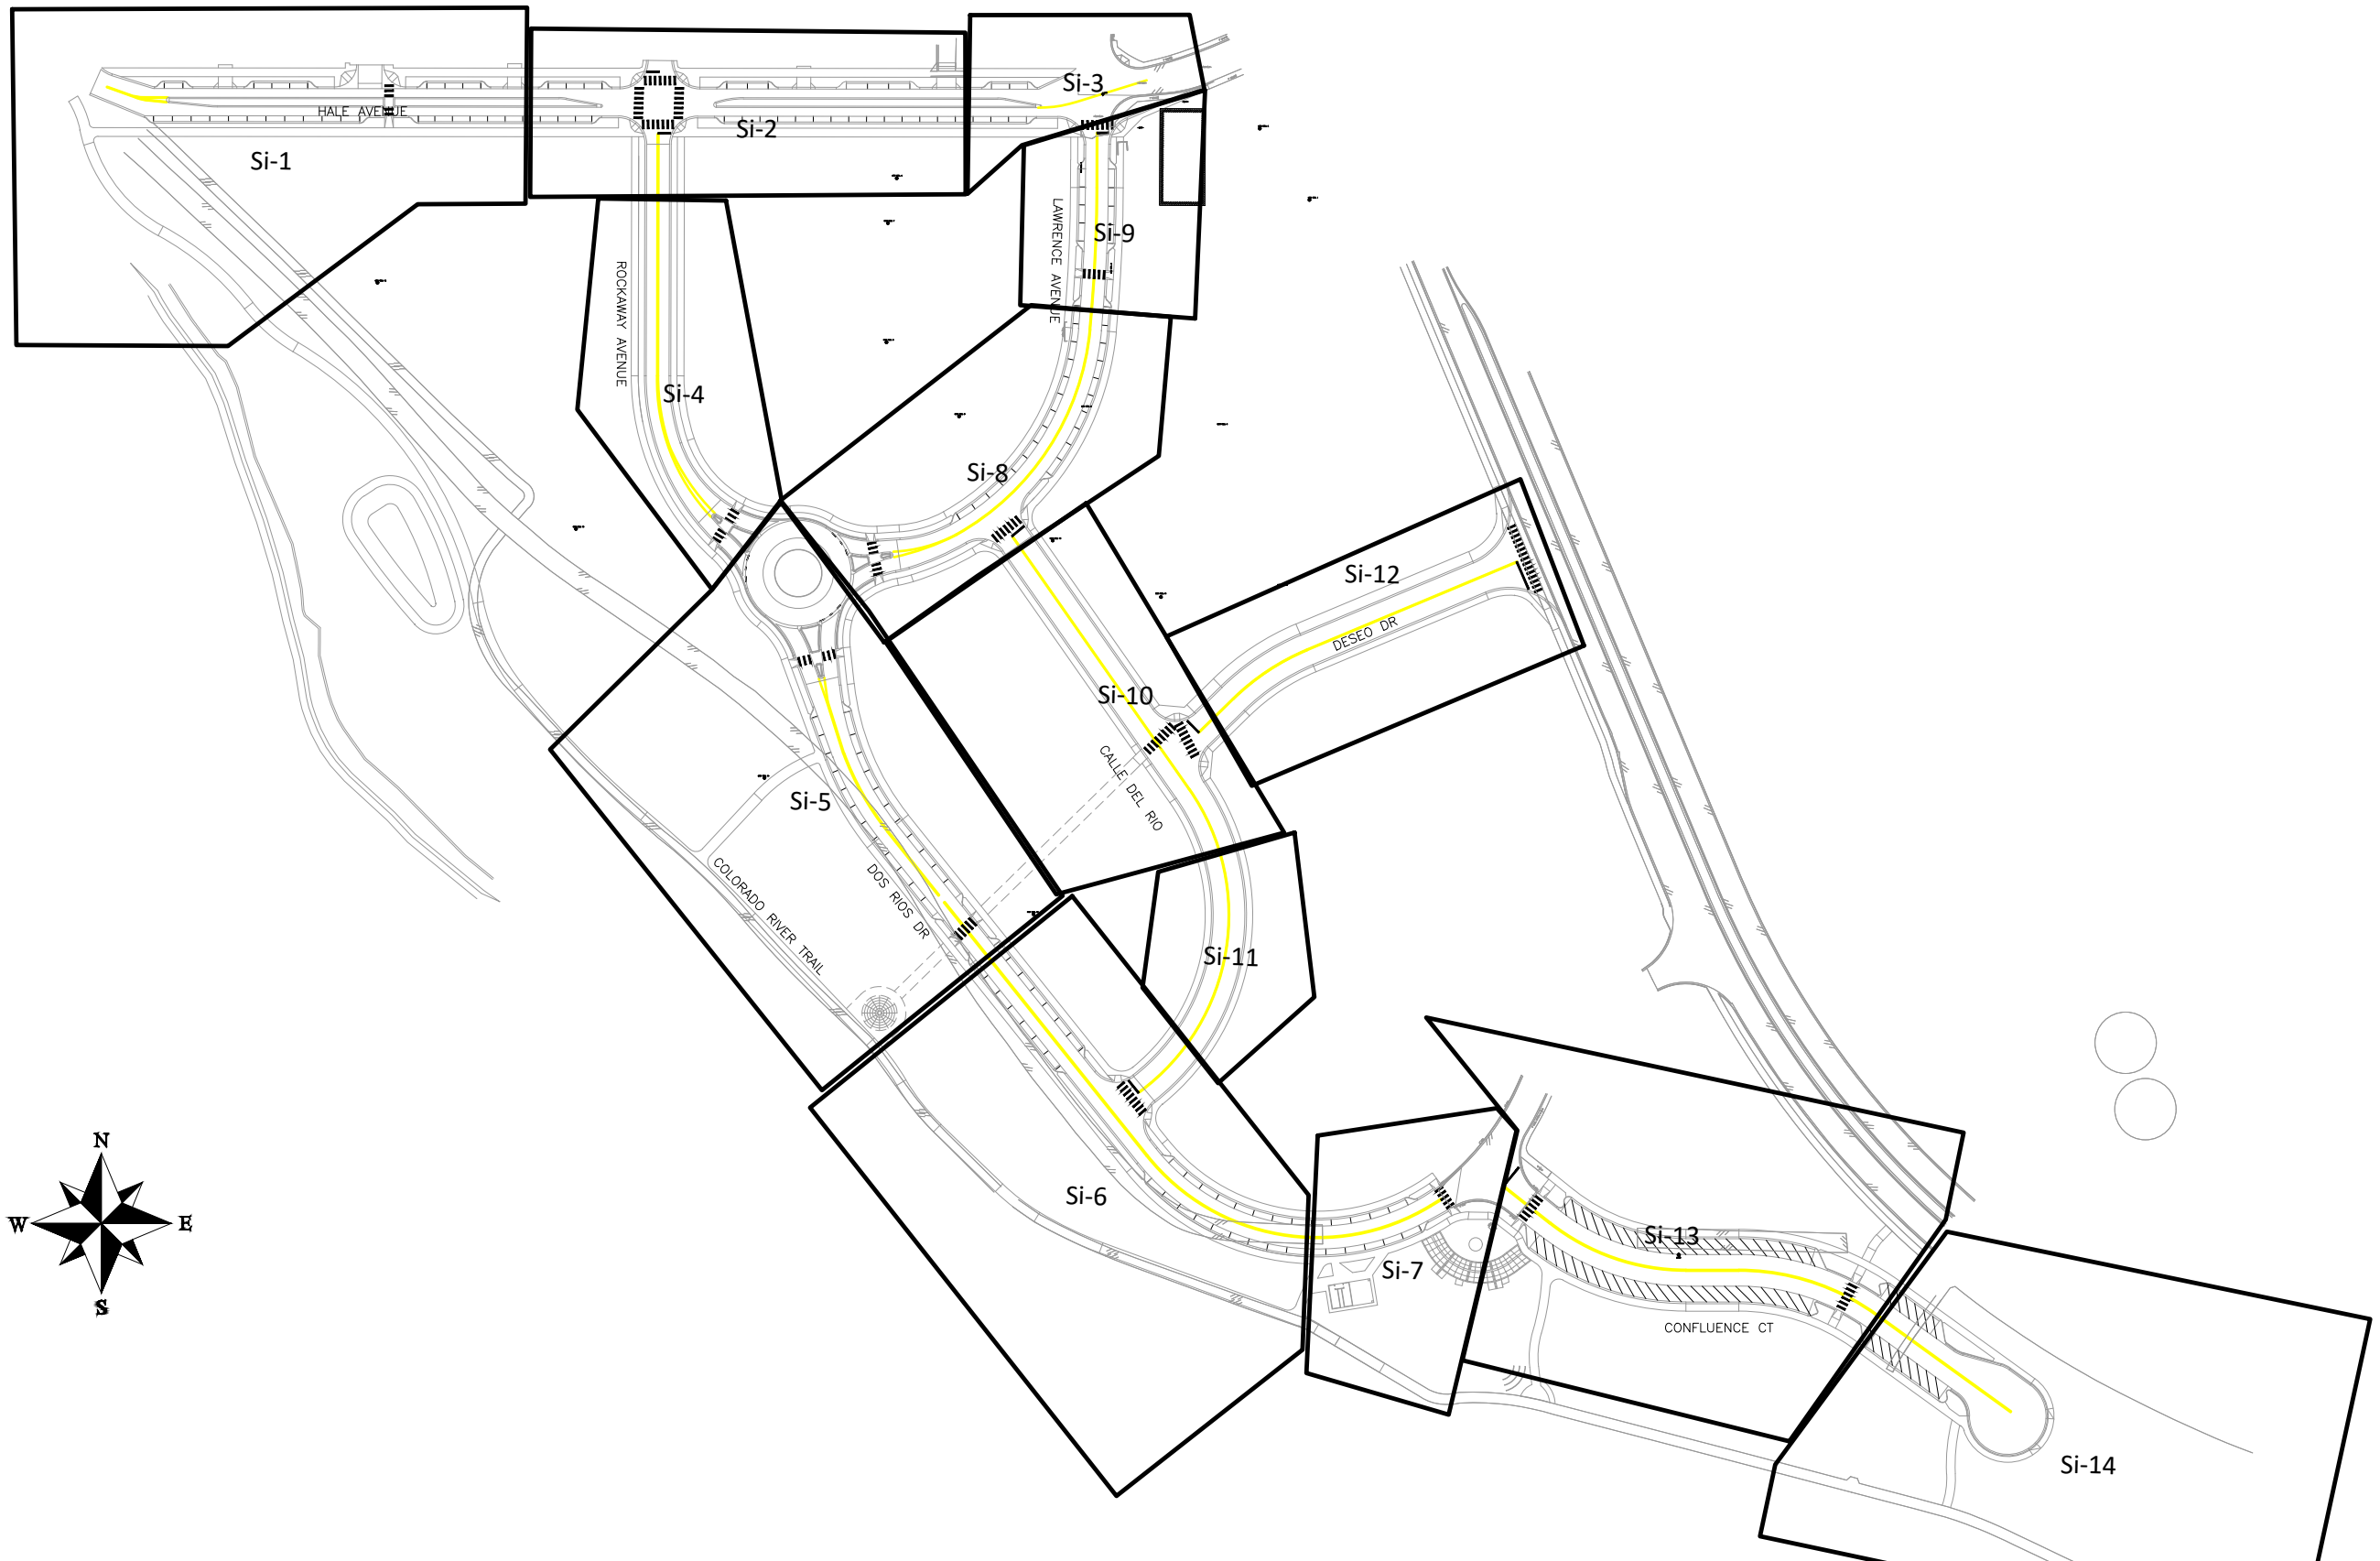 Si-3
HALE AVENUE
Si-2
Si-1
LAWRENCE AVENUE
Si-9
ROCKAWAY AVENUE
Si-4
Si-8
Si-12
DESEO DR
Si-10
CALLE DEL RIO
Si-5
COLORADO RIVER TRAIL
DOS RIOS DR
Si-11
N
W
E
S
Si-6
Si-7
Si-13
CONFLUENCE CT
Si-14